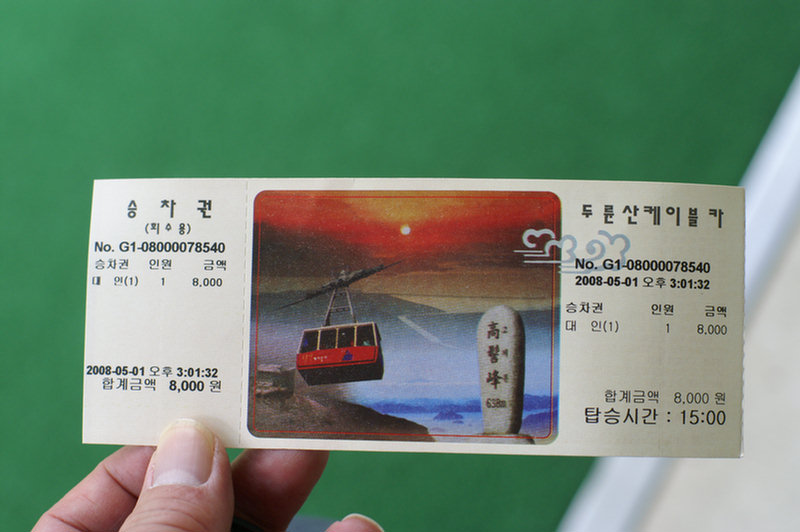 승차권
(회수용)
No. G1-08000078540
승차권 인원 금액
대 인(1) 1 8,000
2008-05-01 오후 3:01:32
합계금액 8,000 원
高髻峰
고계봉
638m
두륜산케이블카
No. G1-08000078540
2008-05-01 오후 3:01:32
승차권 인원 금액
대 인(1) 1 8,000
합계금액 8,000 원
탑승시간 : 15:00